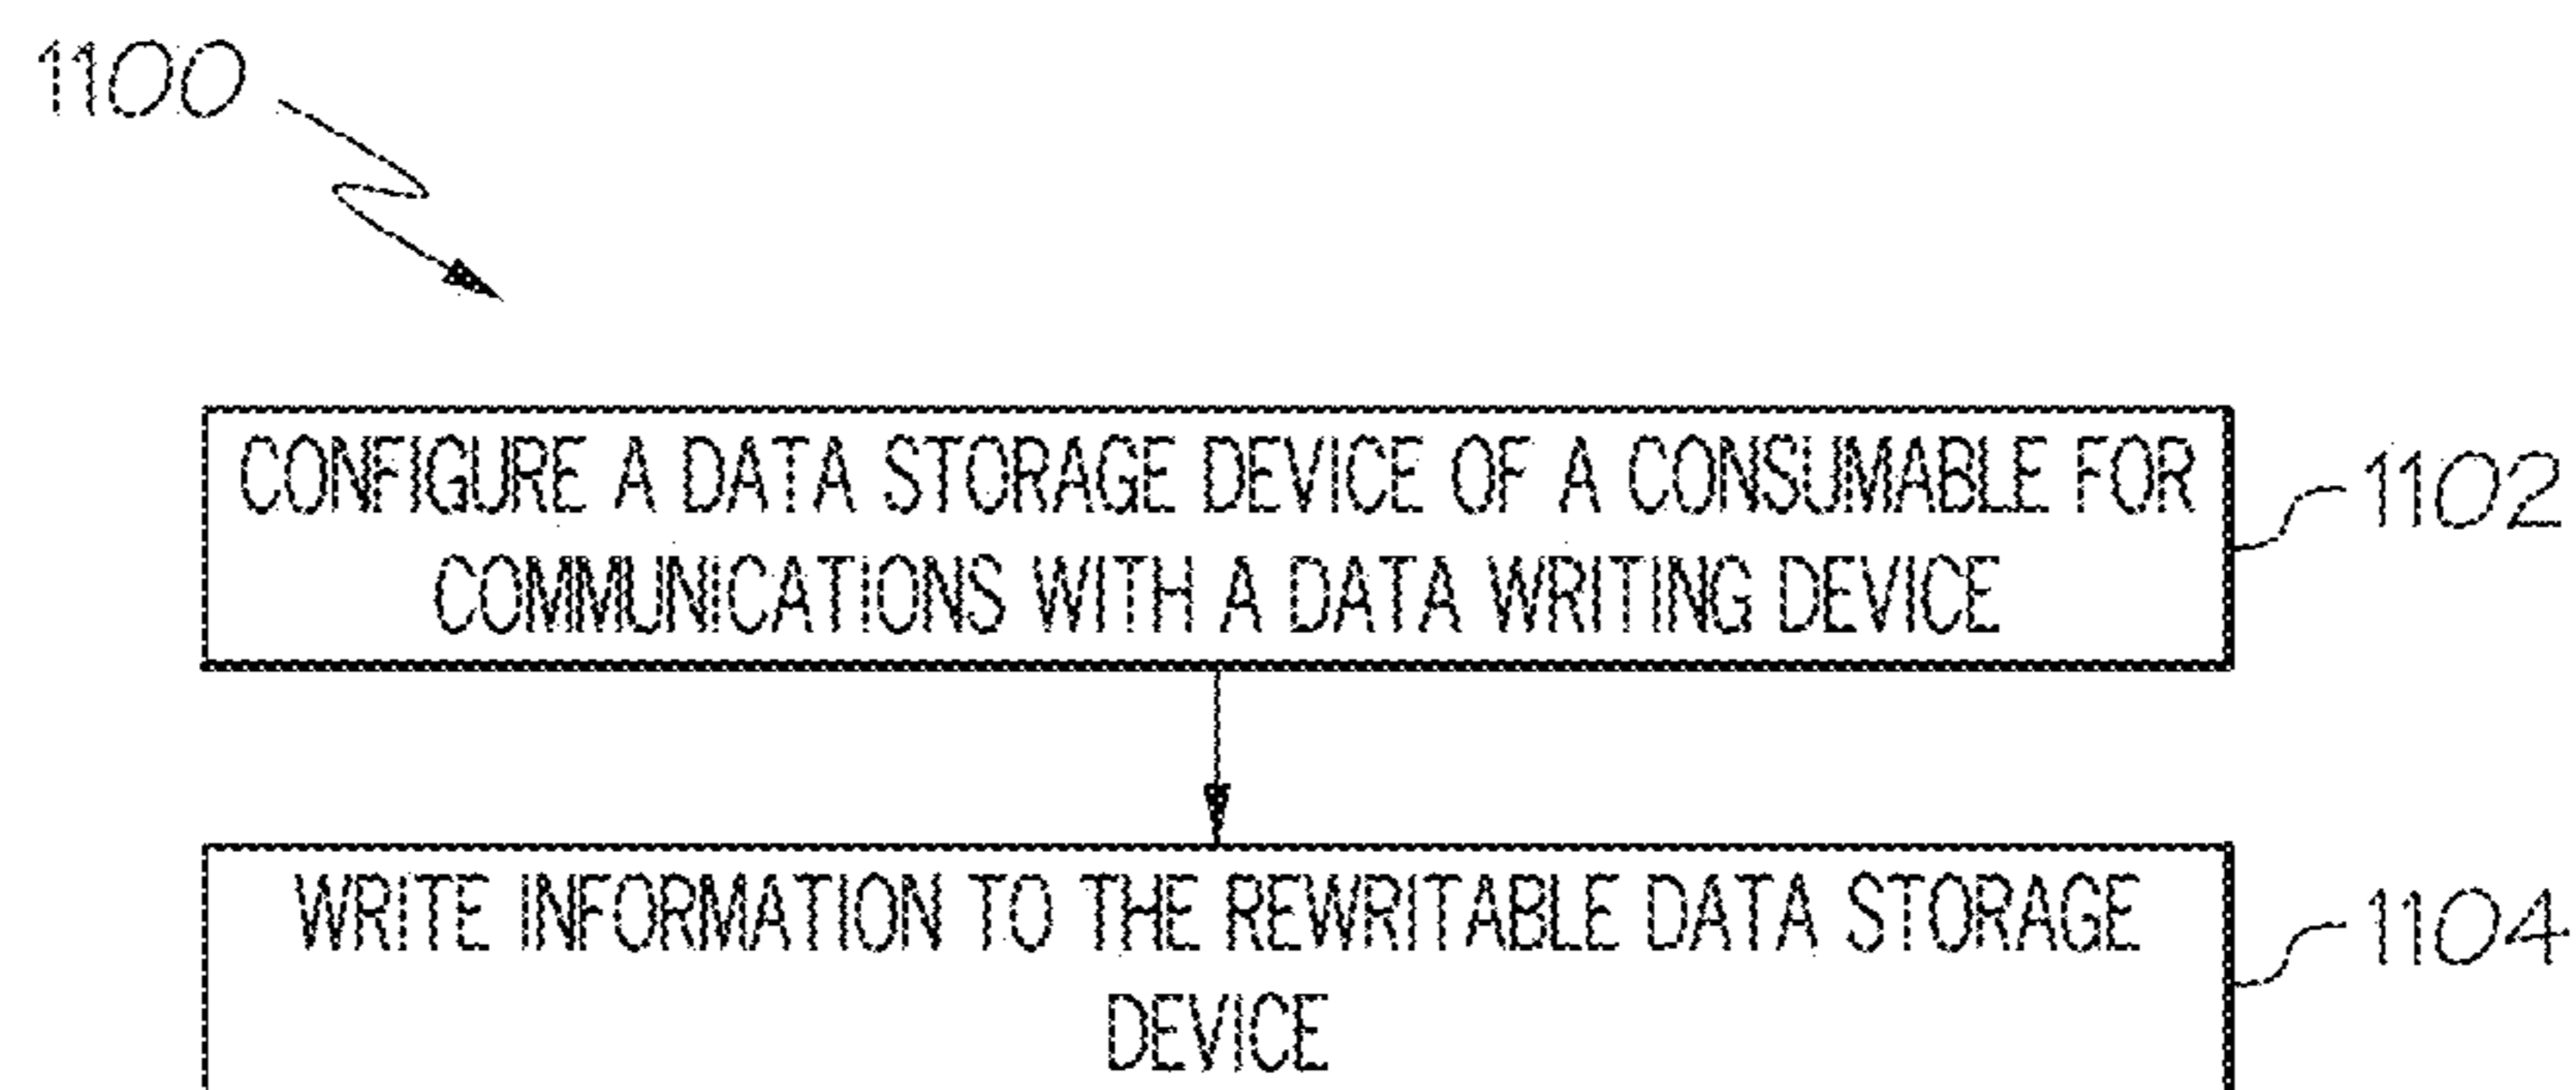 1100
CONFIGURE A DATA STORAGE DEVICE OF A CONSUMABLE FOR
COMMUNICATIONS WITH A DATA WRITING DEVICE
1102
WRITE INFORMATION TO THE REWRITABLE DATA STORAGE
DEVICE
1104